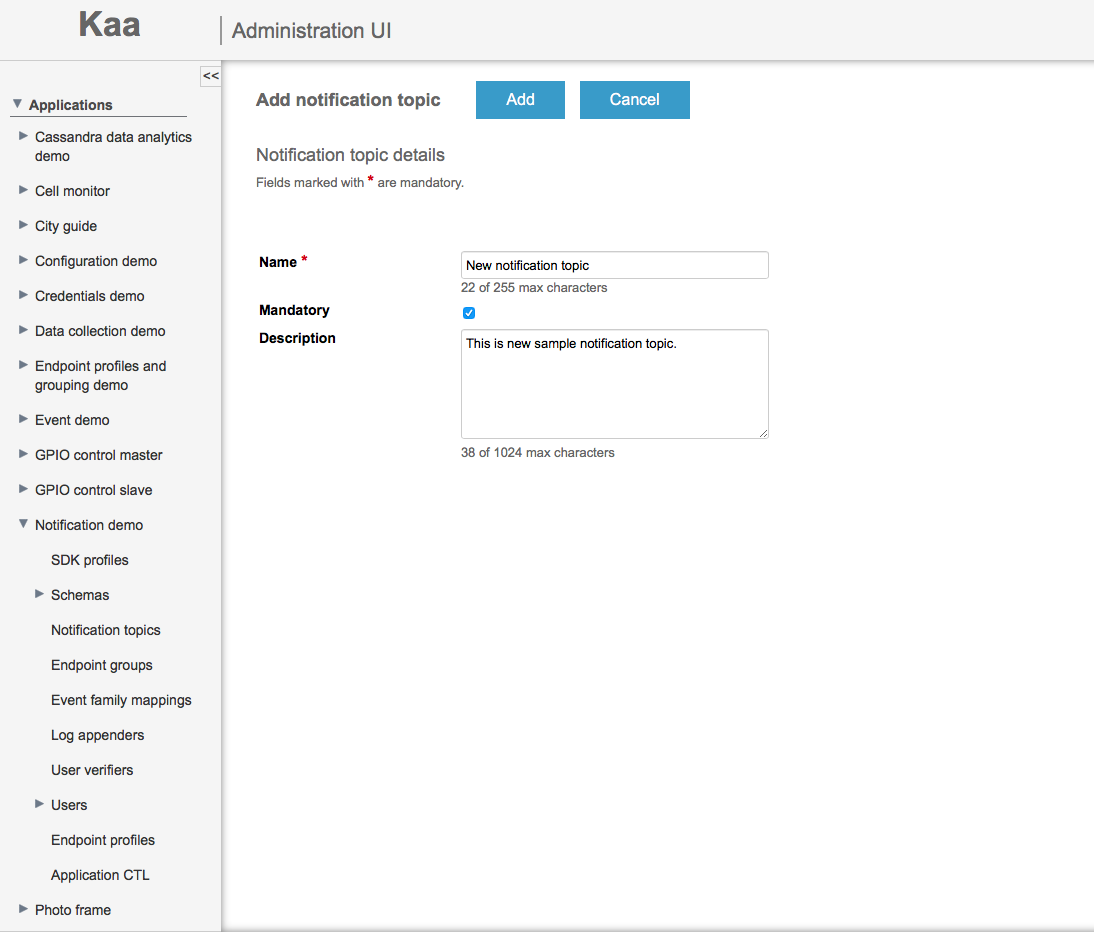 Kaa
Administration UI
<<
Applications
Cassandra data analytics
demo
Cell monitor
City guide
Configuration demo
Credentials demo
Data collection demo
Endpoint profiles and
grouping demo
Event demo
GPIO control master
GPIO control slave
Notification demo
SDK profiles
Schemas
Notification topics
Endpoint groups
Event family mappings
Log appenders
User verifiers
Users
Endpoint profiles
Application CTL
Photo frame
Add notification topic
Add
Cancel
Notification topic details
Fields marked with * are mandatory.
Name *
New notification topic
22 of 255 max characters
Mandatory
Description
This is new sample notification topic.
38 of 1024 max characters